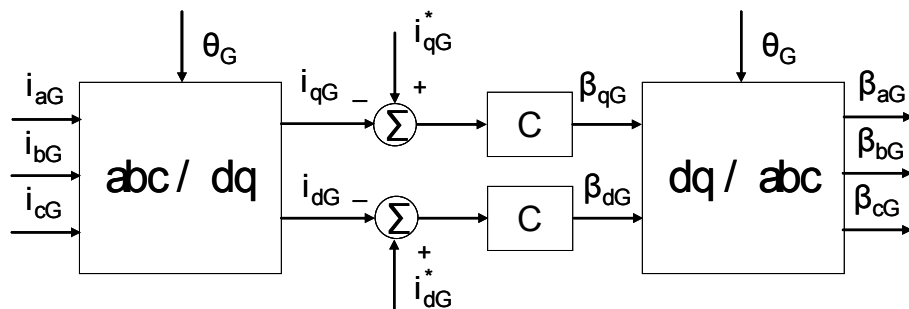 θG
i*qG
θG
iaG
ibG
icG
abc / dq
iqG
−
+
Σ
C
βqG
idG
−
+
Σ
C
βdG
i*dG
dq / abc
βaG
βbG
βcG